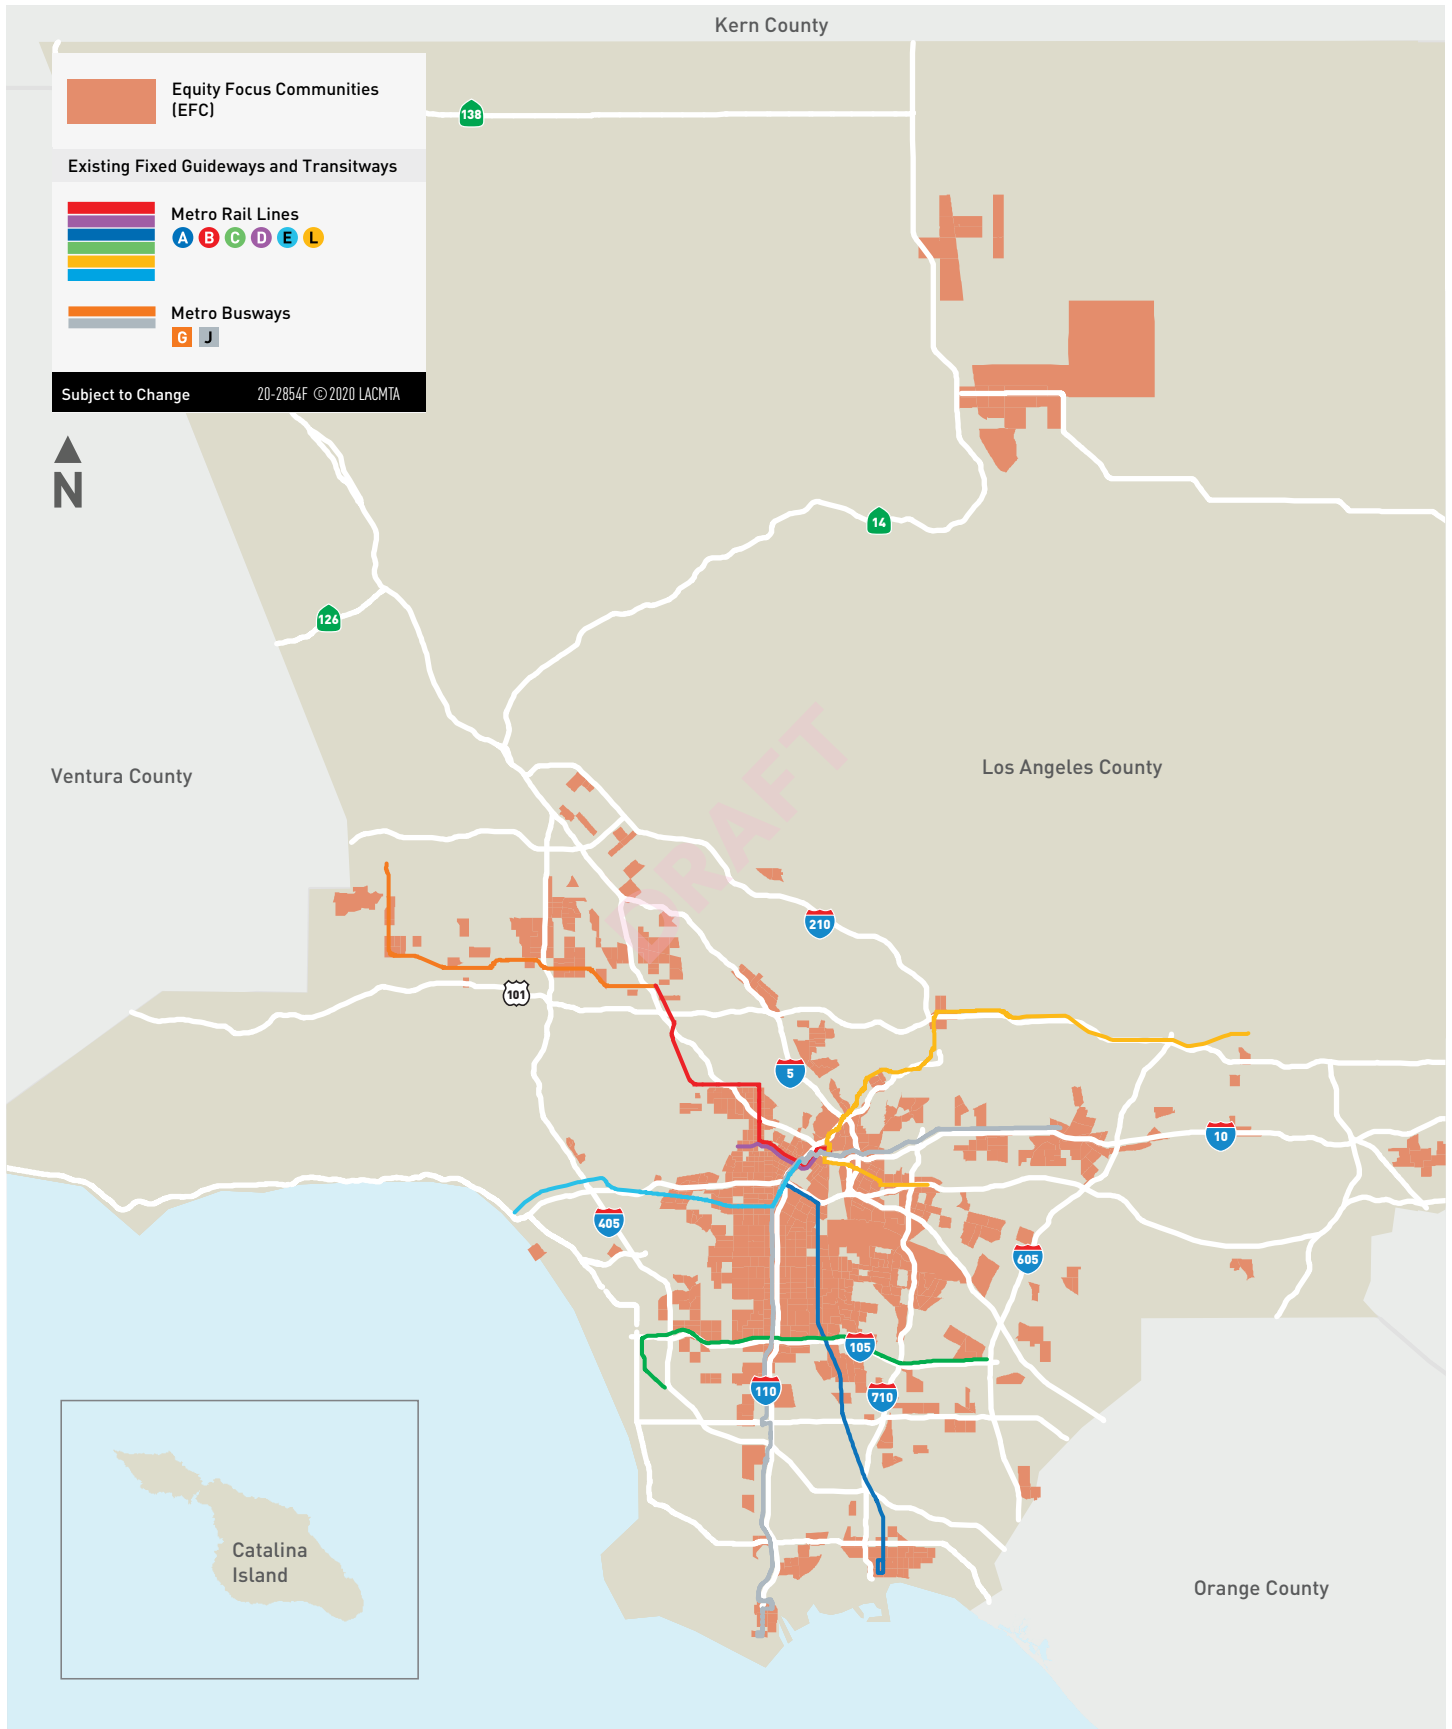 Kern County
Equity Focus Communities
(EFC)
138
Existing Fixed Guideways and Transitways
Metro Rail Lines
A B C D E L
Metro Busways
G J
Subject to Change 20-2854F ©2020 LACMTA
N
14
126
Ventura County
Los Angeles County
DRAFT
210
101
5
10
405
605
105
110
710
Catalina
Island
Orange County